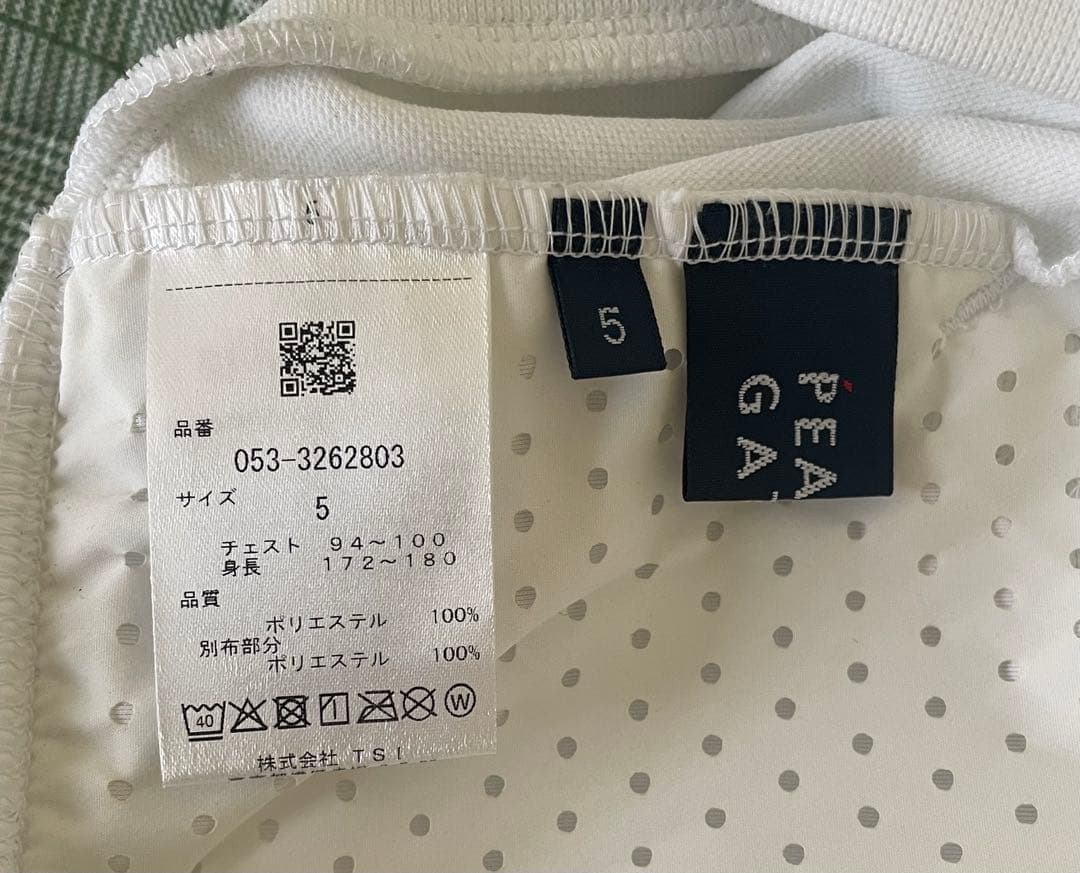 品番
053-3262803
サイズ
5
チェスト 94～100
身長 172～180
品質
ポリエステル 100%
別布部分
ポリエステル 100%
40
W
株式会社 TSI
5
PEA
GA